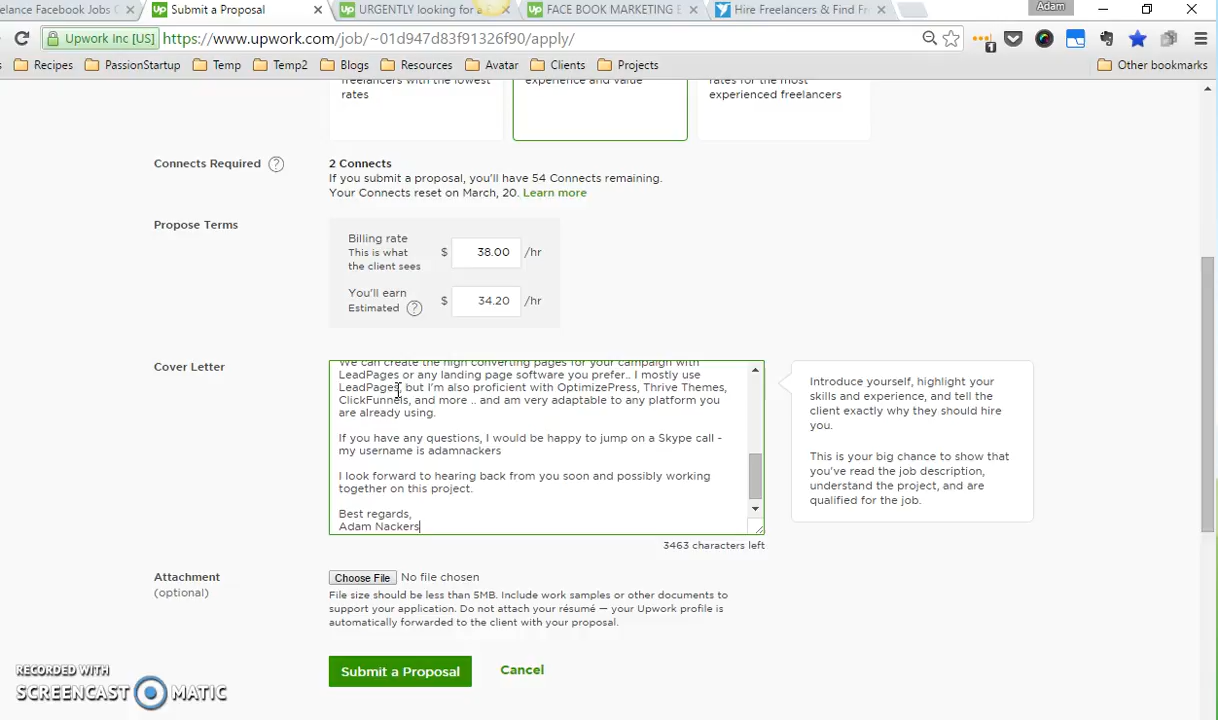 elance Facebook Jobs C
Submit a Proposal
URGENTLY looking for
FACE BOOK MARKETING E
Hire Freelancers & Find Fr
Adam
Upwork Inc [US]
https://www.upwork.com/job/~01d947d83f91326f90/apply/
1
Recipes
PassionStartup
Temp
Temp2
Blogs
Resources
Avatar
Clients
Projects
Other bookmarks
freelancers with the lowest
rates
experience and value
rates for the most
experienced freelancers
Connects Required ?
2 Connects
If you submit a proposal, you'll have 54 Connects remaining.
Your Connects reset on March, 20. Learn more
Propose Terms
Billing rate
This is what
the client sees
$ 38.00 /hr
You'll earn
Estimated ?
$ 34.20 /hr
Cover Letter
We can create the high converting pages for your campaign with
LeadPages or any landing page software you prefer.. I mostly use
LeadPages, but I'm also proficient with OptimizePress, Thrive Themes,
ClickFunnels, and more .. and am very adaptable to any platform you
are already using.
If you have any questions, I would be happy to jump on a Skype call -
my username is adamnackers
I look forward to hearing back from you soon and possibly working
together on this project.
Best regards,
Adam Nackers
3463 characters left
Introduce yourself, highlight your
skills and experience, and tell the
client exactly why they should hire
you.
This is your big chance to show that
you've read the job description,
understand the project, and are
qualified for the job.
Attachment
(optional)
Choose File No file chosen
File size should be less than 5MB. Include work samples or other documents to
support your application. Do not attach your résumé — your Upwork profile is
automatically forwarded to the client with your proposal.
Submit a Proposal
Cancel
RECORDED WITH
SCREENCAST MATIC